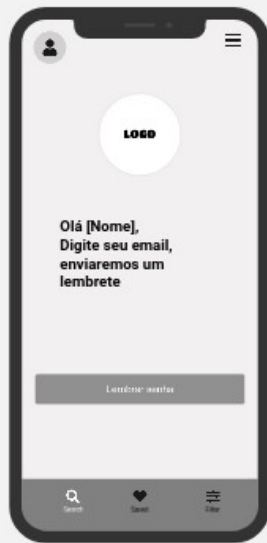 LOGO
Olá [Nome],
Digite seu email,
enviaremos um
lembrete
Lembrar senha
Search
Saved
Filter